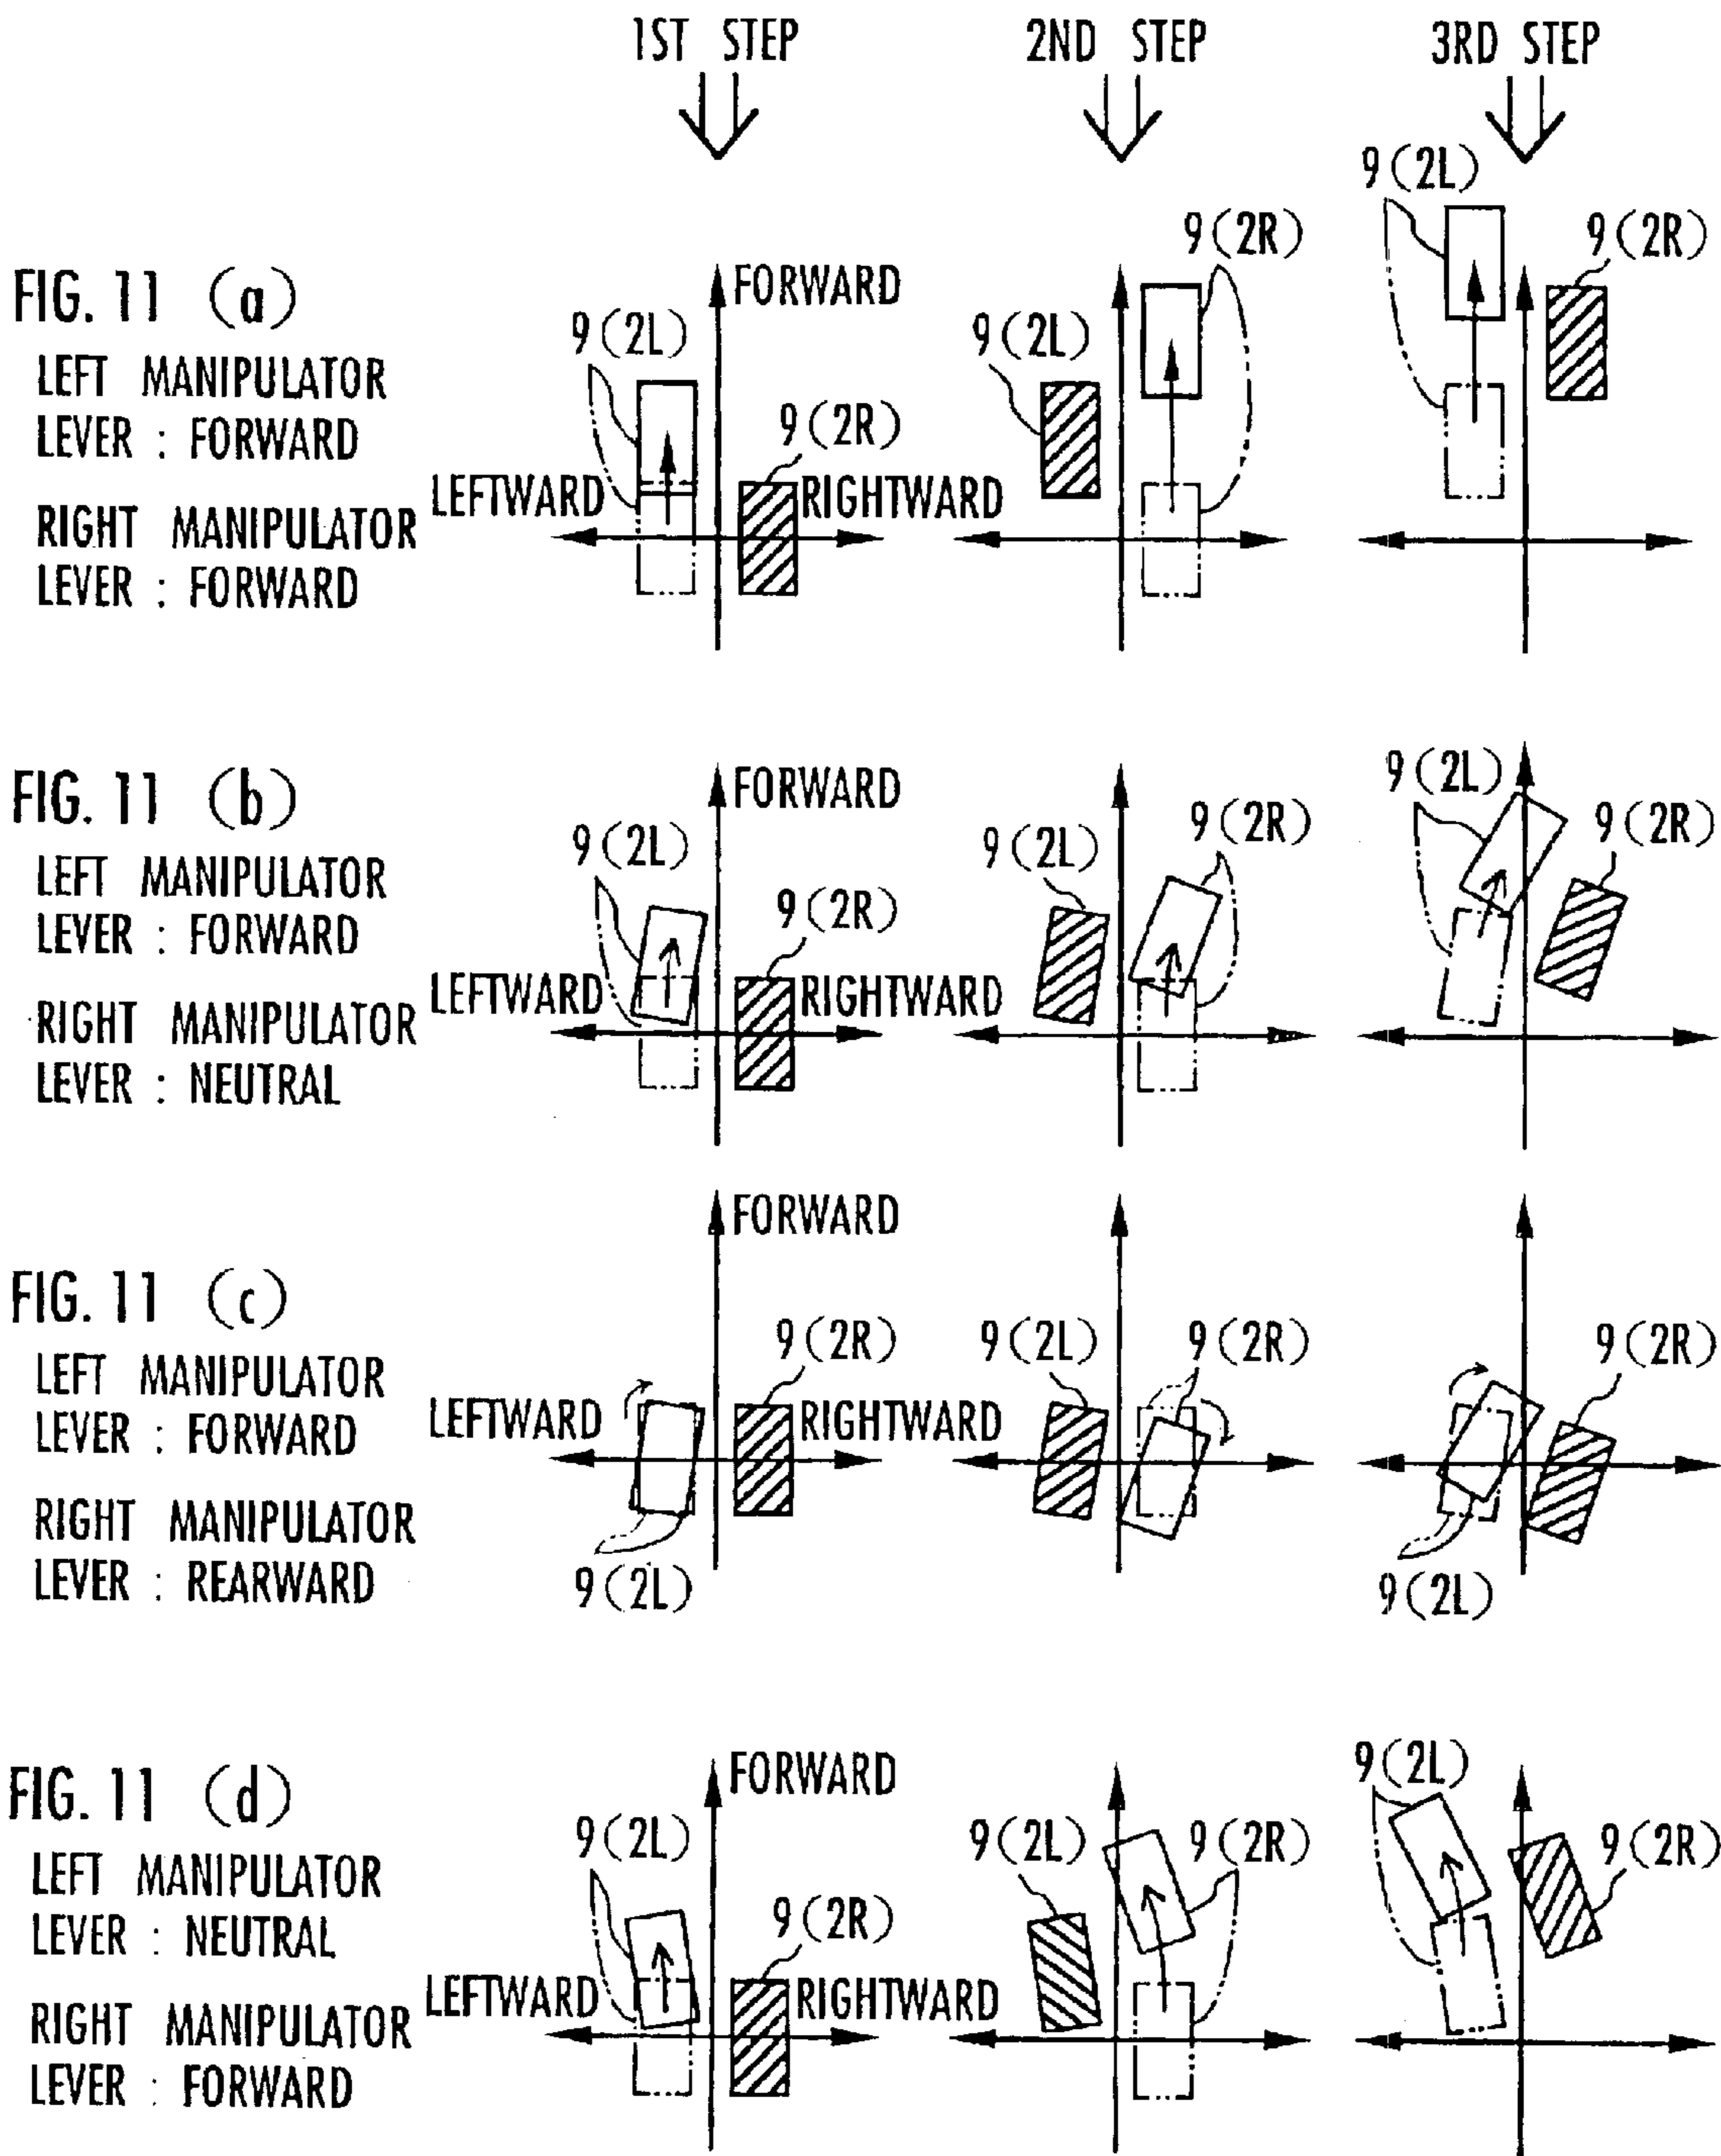 1ST STEP
2ND STEP
3RD STEP
FIG. 11 (a)
LEFT MANIPULATOR
LEVER : FORWARD
RIGHT MANIPULATOR
LEVER : FORWARD
FORWARD
9(2L)
9(2R)
LEFTWARD
RIGHTWARD
9(2L)
9(2R)
9(2L)
9(2R)
FIG. 11 (b)
LEFT MANIPULATOR
LEVER : FORWARD
RIGHT MANIPULATOR
LEVER : NEUTRAL
FORWARD
9(2L)
9(2R)
LEFTWARD
RIGHTWARD
9(2L)
9(2R)
9(2L)
9(2R)
FIG. 11 (c)
LEFT MANIPULATOR
LEVER : FORWARD
RIGHT MANIPULATOR
LEVER : REARWARD
FORWARD
9(2R)
LEFTWARD
RIGHTWARD
9(2L)
9(2L)
9(2R)
9(2R)
9(2L)
FIG. 11 (d)
LEFT MANIPULATOR
LEVER : NEUTRAL
RIGHT MANIPULATOR
LEVER : FORWARD
FORWARD
9(2L)
9(2R)
LEFTWARD
RIGHTWARD
9(2L)
9(2R)
9(2L)
9(2R)